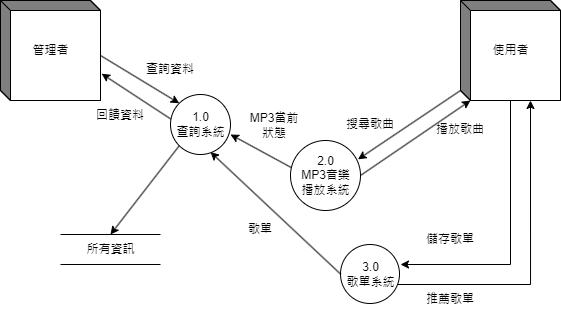 管理者
使用者
查詢資料
回饋資料
1.0
查詢系統
MP3當前
狀態
搜尋歌曲
播放歌曲
2.0
MP3音樂
播放系統
歌單
所有資訊
儲存歌單
3.0
歌單系統
推薦歌單